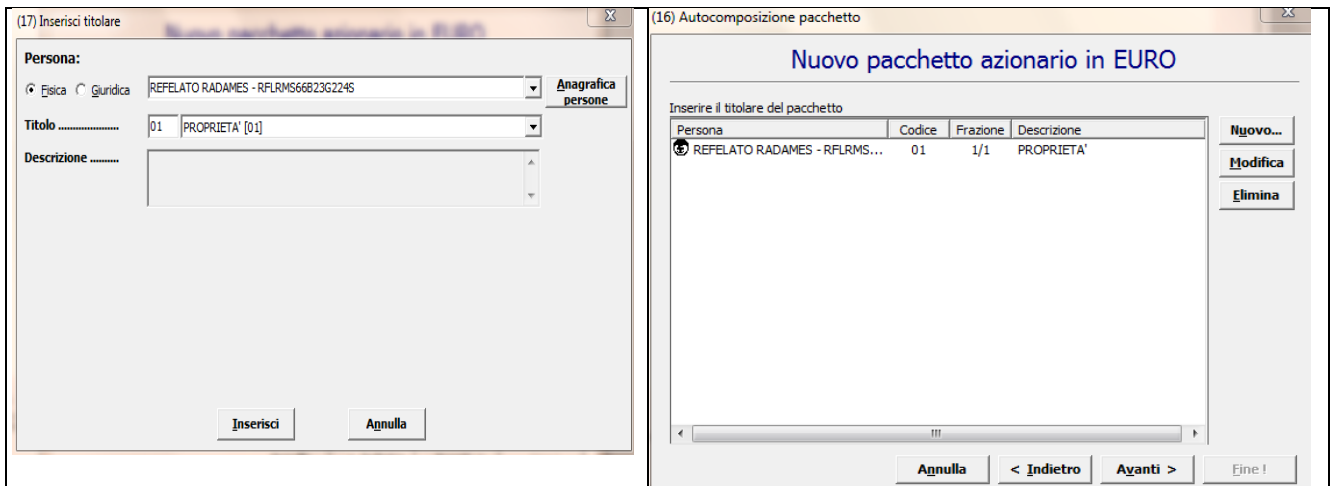 (17) Inserisci titolare
Persona:
Fisica Giuridica REFELATO RADAMES - RFLRMS66B23G224S Anagrafica persone
Titolo ..................... 01 PROPRIETA' [01]
Descrizione ..........
Inserisci Annulla
(16) Autocomposizione pacchetto
Nuovo pacchetto azionario in EURO
Inserire il titolare del pacchetto
Persona Codice Frazione Descrizione
REFELATO RADAMES - RFLRMS... 01 1/1 PROPRIETA'
Nuovo...
Modifica
Elimina
Annulla < Indietro Avanti > Fine !